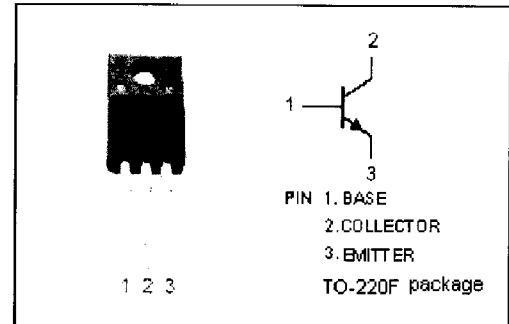 2
1
3
PIN 1. BASE
2. COLLECTOR
3. EMITTER
1 2 3
TO-220F package